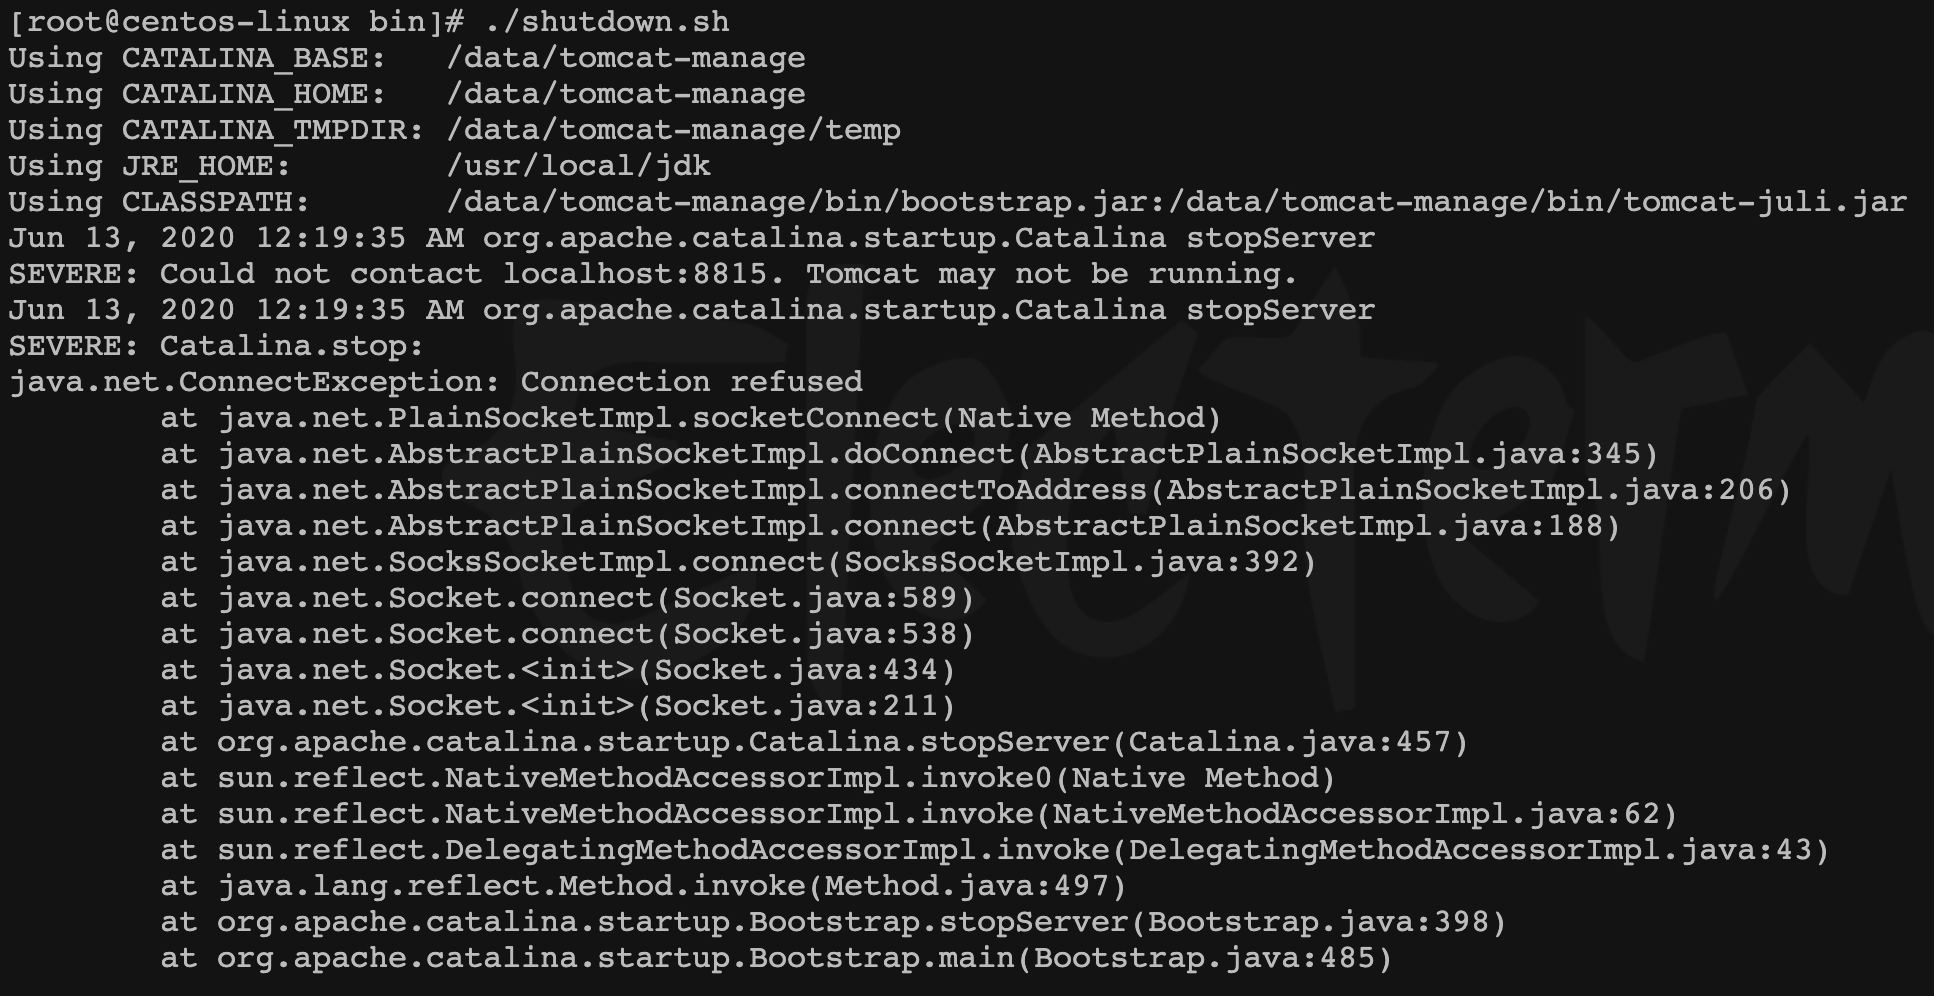 [root@centos-linux bin]# ./shutdown.sh
Using CATALINA_BASE:   /data/tomcat-manage
Using CATALINA_HOME:   /data/tomcat-manage
Using CATALINA_TMPDIR: /data/tomcat-manage/temp
Using JRE_HOME:        /usr/local/jdk
Using CLASSPATH:       /data/tomcat-manage/bin/bootstrap.jar:/data/tomcat-manage/bin/tomcat-juli.jar
Jun 13, 2020 12:19:35 AM org.apache.catalina.startup.Catalina stopServer
SEVERE: Could not contact localhost:8815. Tomcat may not be running.
Jun 13, 2020 12:19:35 AM org.apache.catalina.startup.Catalina stopServer
SEVERE: Catalina.stop:
java.net.ConnectException: Connection refused
        at java.net.PlainSocketImpl.socketConnect(Native Method)
        at java.net.AbstractPlainSocketImpl.doConnect(AbstractPlainSocketImpl.java:345)
        at java.net.AbstractPlainSocketImpl.connectToAddress(AbstractPlainSocketImpl.java:206)
        at java.net.AbstractPlainSocketImpl.connect(AbstractPlainSocketImpl.java:188)
        at java.net.SocksSocketImpl.connect(SocksSocketImpl.java:392)
        at java.net.Socket.connect(Socket.java:589)
        at java.net.Socket.connect(Socket.java:538)
        at java.net.Socket.<init>(Socket.java:434)
        at java.net.Socket.<init>(Socket.java:211)
        at org.apache.catalina.startup.Catalina.stopServer(Catalina.java:457)
        at sun.reflect.NativeMethodAccessorImpl.invoke0(Native Method)
        at sun.reflect.NativeMethodAccessorImpl.invoke(NativeMethodAccessorImpl.java:62)
        at sun.reflect.DelegatingMethodAccessorImpl.invoke(DelegatingMethodAccessorImpl.java:43)
        at java.lang.reflect.Method.invoke(Method.java:497)
        at org.apache.catalina.startup.Bootstrap.stopServer(Bootstrap.java:398)
        at org.apache.catalina.startup.Bootstrap.main(Bootstrap.java:485)
Electerm